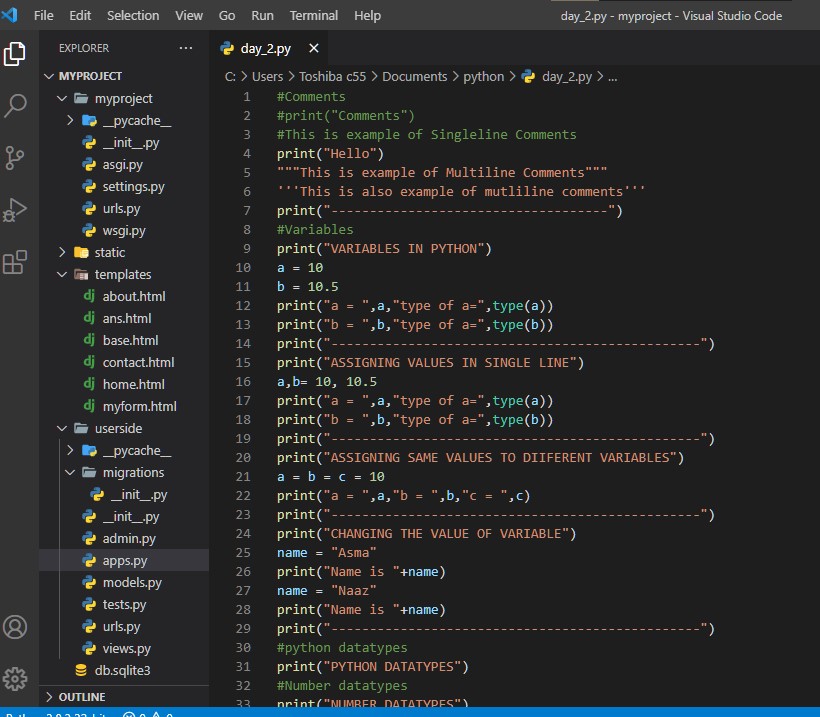 File Edit Selection View Go Run Terminal Help
day_2.py - myproject - Visual Studio Code
EXPLORER ...
MYPROJECT
myproject
__pycache__
__init__.py
asgi.py
settings.py
urls.py
wsgi.py
static
templates
about.html
ans.html
base.html
contact.html
home.html
myform.html
userside
__pycache__
migrations
__init__.py
__init__.py
admin.py
apps.py
models.py
tests.py
urls.py
views.py
db.sqlite3
OUTLINE
day_2.py
C: > Users > Toshiba c55 > Documents > python > day_2.py > ...
1 #Comments
2 #print("Comments")
3 #This is example of Singleline Comments
4 print("Hello")
5 """This is example of Multiline Comments"""
6 '''This is also example of mutliline comments'''
7 print("------------------------------------")
8 #Variables
9 print("VARIABLES IN PYTHON")
10 a = 10
11 b = 10.5
12 print("a = ",a,"type of a=",type(a))
13 print("b = ",b,"type of a=",type(b))
14 print("------------------------------------------------")
15 print("ASSIGNING VALUES IN SINGLE LINE")
16 a,b= 10, 10.5
17 print("a = ",a,"type of a=",type(a))
18 print("b = ",b,"type of a=",type(b))
19 print("------------------------------------------------")
20 print("ASSIGNING SAME VALUES TO DIIFERENT VARIABLES")
21 a = b = c = 10
22 print("a = ",a,"b = ",b,"c = ",c)
23 print("------------------------------------------------")
24 print("CHANGING THE VALUE OF VARIABLE")
25 name = "Asma"
26 print("Name is "+name)
27 name = "Naaz"
28 print("Name is "+name)
29 print("------------------------------------------------")
30 #python datatypes
31 print("PYTHON DATATYPES")
32 #Number datatypes
33 print("NUMBER DATATYPES")